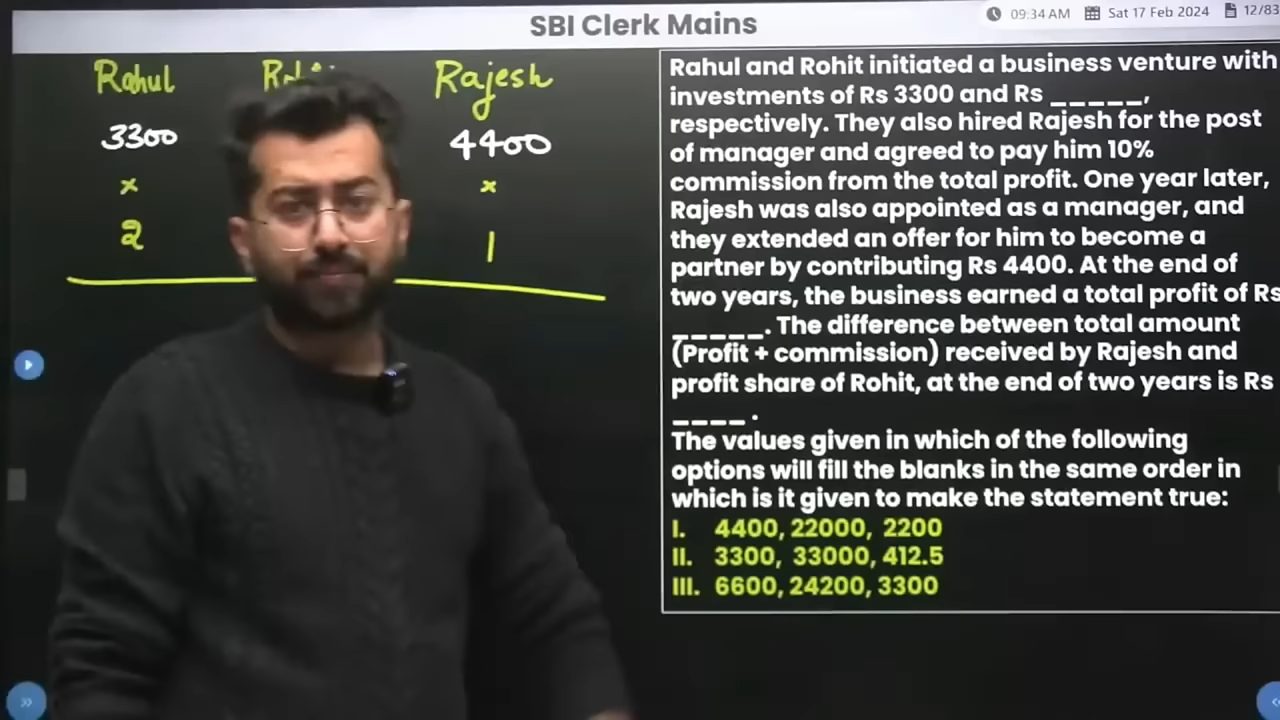 SBI Clerk Mains
09:34 AM Sat 17 Feb 2024 12/83
Rahul Rajesh
3300 4400
× ×
2 1
Rahul and Rohit initiated a business venture with
investments of Rs 3300 and Rs _____,
respectively. They also hired Rajesh for the post
of manager and agreed to pay him 10%
commission from the total profit. One year later,
Rajesh was also appointed as a manager, and
they extended an offer for him to become a
partner by contributing Rs 4400. At the end of
two years, the business earned a total profit of Rs
_____. The difference between total amount
(Profit + commission) received by Rajesh and
profit share of Rohit, at the end of two years is Rs
____ .
The values given in which of the following
options will fill the blanks in the same order in
which is it given to make the statement true:
I. 4400, 22000, 2200
II. 3300, 33000, 412.5
III. 6600, 24200, 3300